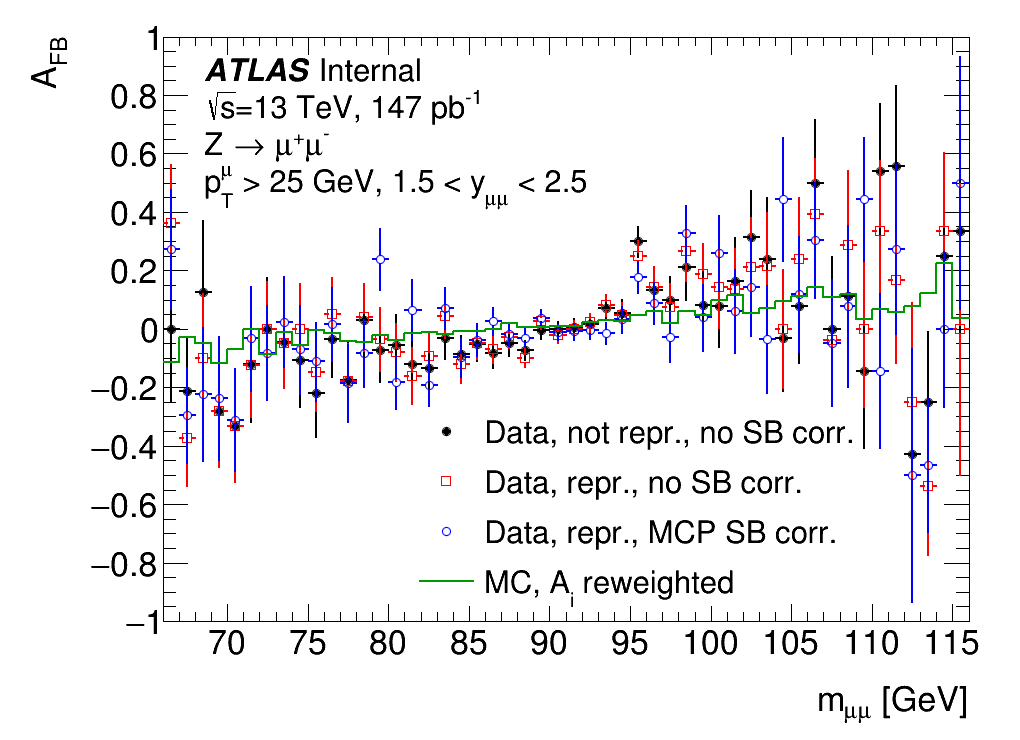 A_FB
ATLAS Internal
√s=13 TeV, 147 pb⁻¹
Z → μ⁺μ⁻
p_T^μ > 25 GeV, 1.5 < y_μμ < 2.5
1
0.8
0.6
0.4
0.2
0
−0.2
−0.4
−0.6
−0.8
−1
Data, not repr., no SB corr.
Data, repr., no SB corr.
Data, repr., MCP SB corr.
MC, A_i reweighted
70 75 80 85 90 95 100 105 110 115
m_μμ [GeV]